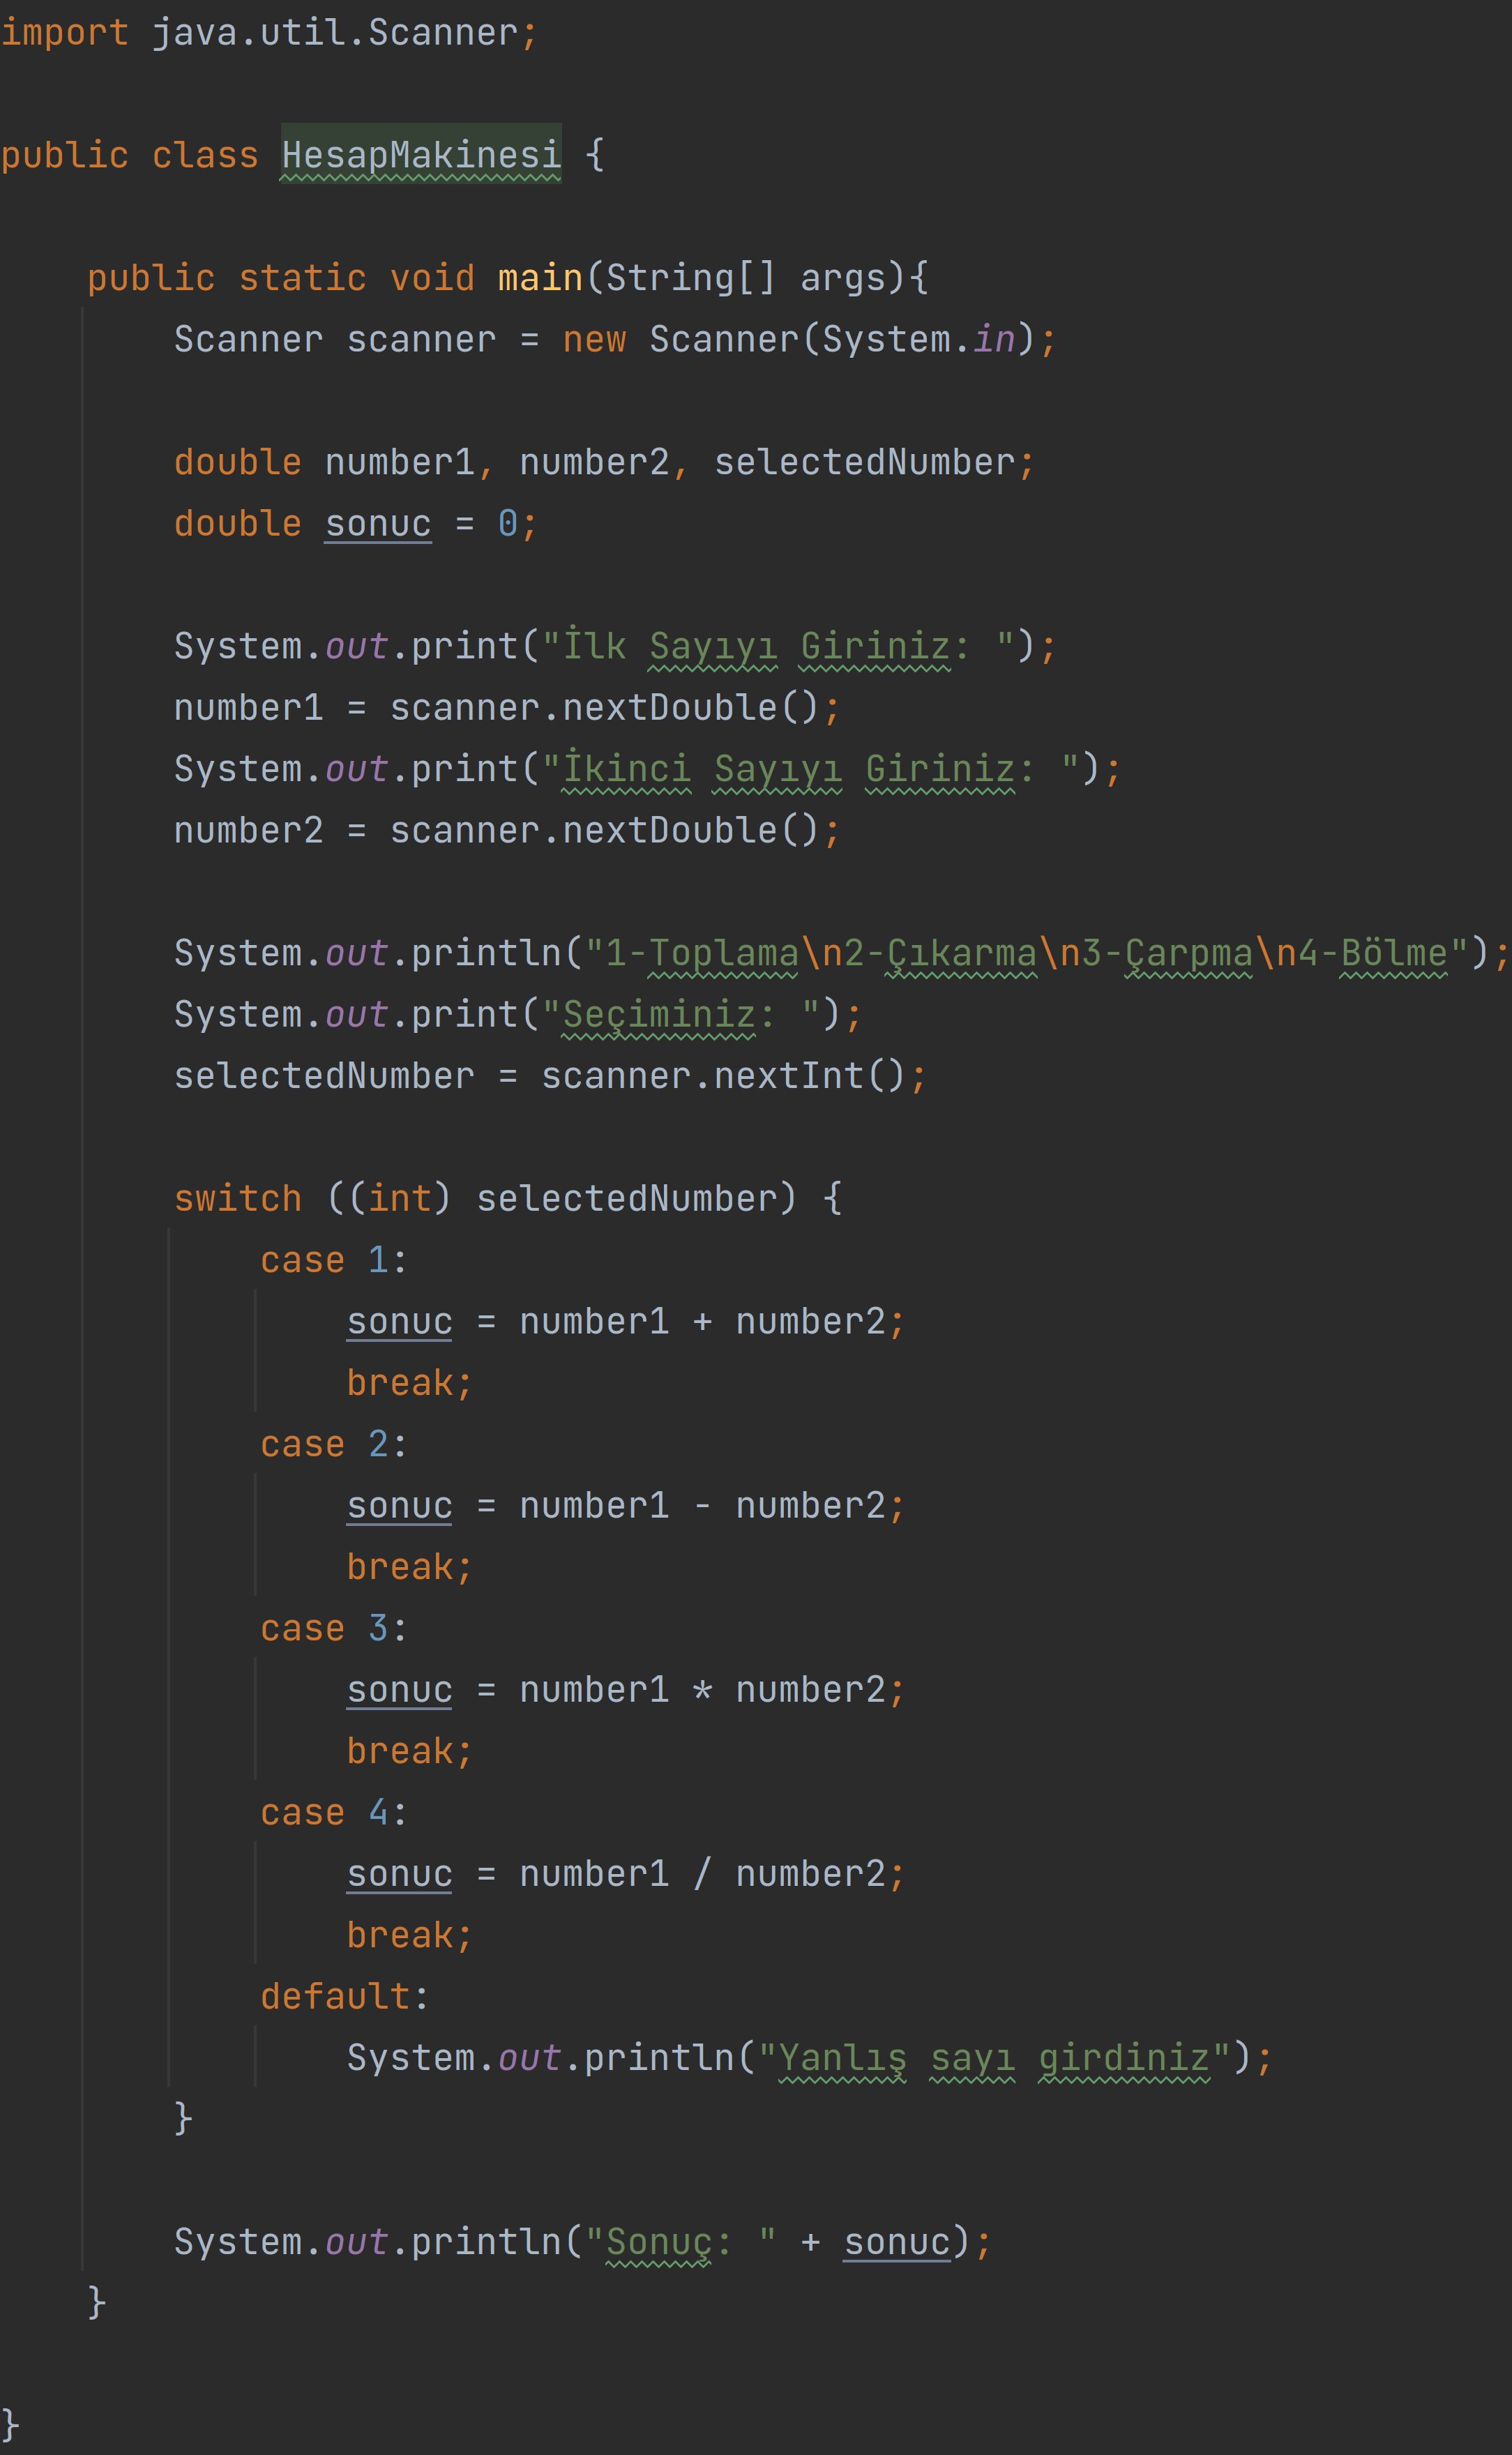 import java.util.Scanner;
public class HesapMakinesi {
public static void main(String[] args){
Scanner scanner = new Scanner(System.in);
double number1, number2, selectedNumber;
double sonuc = 0;
System.out.print("İlk Sayıyı Giriniz: ");
number1 = scanner.nextDouble();
System.out.print("İkinci Sayıyı Giriniz: ");
number2 = scanner.nextDouble();
System.out.println("1-Toplama\n2-Çıkarma\n3-Çarpma\n4-Bölme");
System.out.print("Seçiminiz: ");
selectedNumber = scanner.nextInt();
switch ((int) selectedNumber) {
case 1:
sonuc = number1 + number2;
break;
case 2:
sonuc = number1 - number2;
break;
case 3:
sonuc = number1 * number2;
break;
case 4:
sonuc = number1 / number2;
break;
default:
System.out.println("Yanlış sayı girdiniz");
}
System.out.println("Sonuç: " + sonuc);
}
}